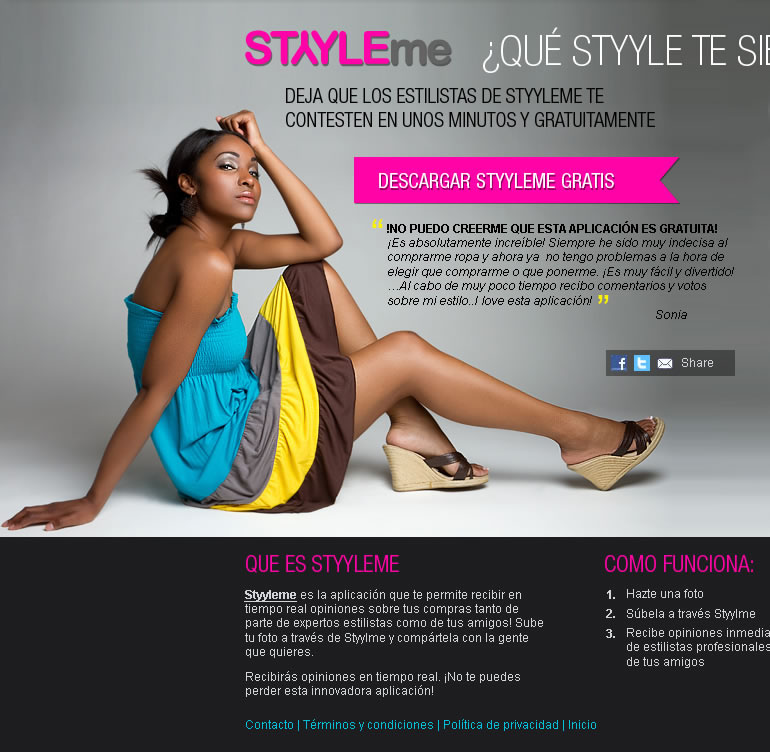 STYYLEme
¿QUÉ STYYLE TE
DEJA QUE LOS ESTILISTAS DE STYYLEME TE
CONTESTEN EN UNOS MINUTOS Y GRATUITAMENTE
DESCARGAR STYYLEME GRATIS
“ !NO PUEDO CREERME QUE ESTA APLICACIÓN ES GRATUITA!
¡Es absolutamente increíble! Siempre he sido muy indecisa al
comprarme ropa y ahora ya no tengo problemas a la hora de
elegir que comprarme o que ponerme. ¡Es muy fácil y divertido!
…Al cabo de muy poco tiempo recibo comentarios y votos
sobre mi estilo..I love esta aplicación! ”
Sonia
Share
QUE ES STYYLEME
Styyleme es la aplicación que te permite recibir en
tiempo real opiniones sobre tus compras tanto de
parte de expertos estilistas como de tus amigos! Sube
tu foto a través de Styylme y compártela con la gente
que quieres.
Recibirás opiniones en tiempo real. ¡No te puedes
perder esta innovadora aplicación!
COMO FUNCIONA:
1. Hazte una foto
2. Súbela a través Styylme
3. Recibe opiniones
de estilistas profesionales
de tus amigos
Contacto | Términos y condiciones | Política de privacidad | Inicio